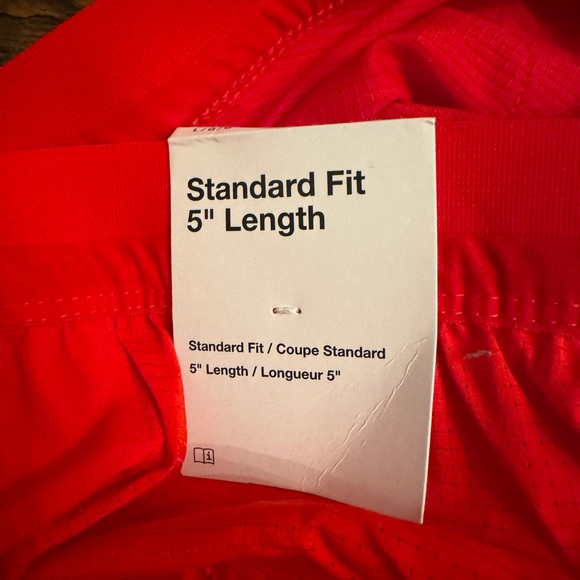 Standard Fit
5" Length
Standard Fit / Coupe Standard
5" Length / Longueur 5"